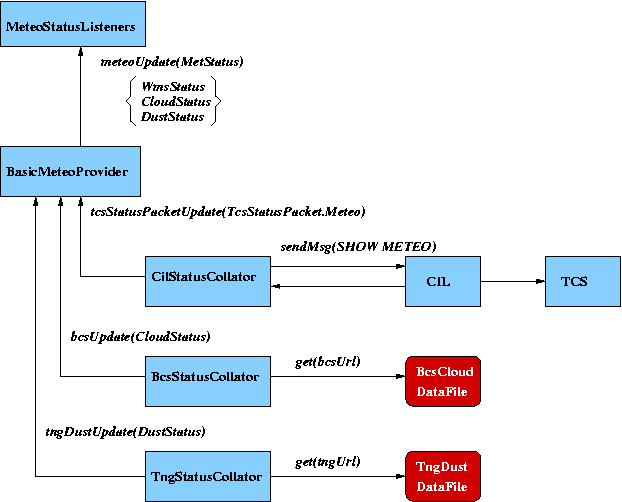 MeteoStatusListeners
meteoUpdate(MetStatus)
WmsStatus
CloudStatus
DustStatus
BasicMeteoProvider
tcsStatusPacketUpdate(TcsStatusPacket.Meteo)
sendMsg(SHOW METEO)
CilStatusCollator
CIL
TCS
bcsUpdate(CloudStatus)
BcsStatusCollator
get(bcsUrl)
BcsCloud
DataFile
tngDustUpdate(DustStatus)
TngStatusCollator
get(tngUrl)
TngDust
DataFile